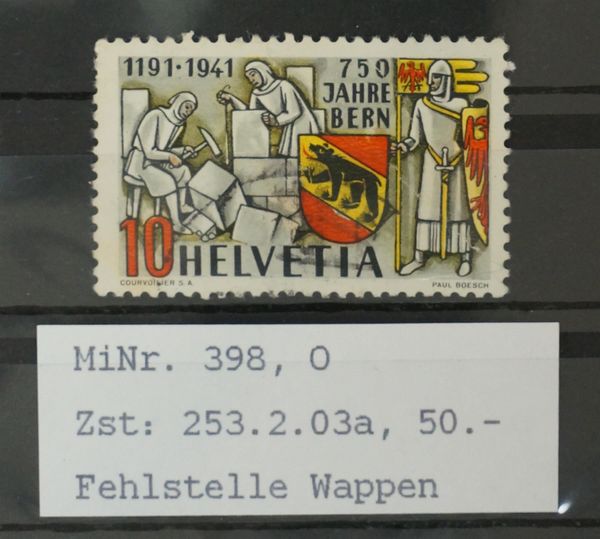 1191·1941
750
JAHRE
BERN
10 HELVETIA
COURVOISIER S.A.
PAUL BOESCH
MiNr. 398, O
Zst: 253.2.03a, 50.-
Fehlstelle Wappen